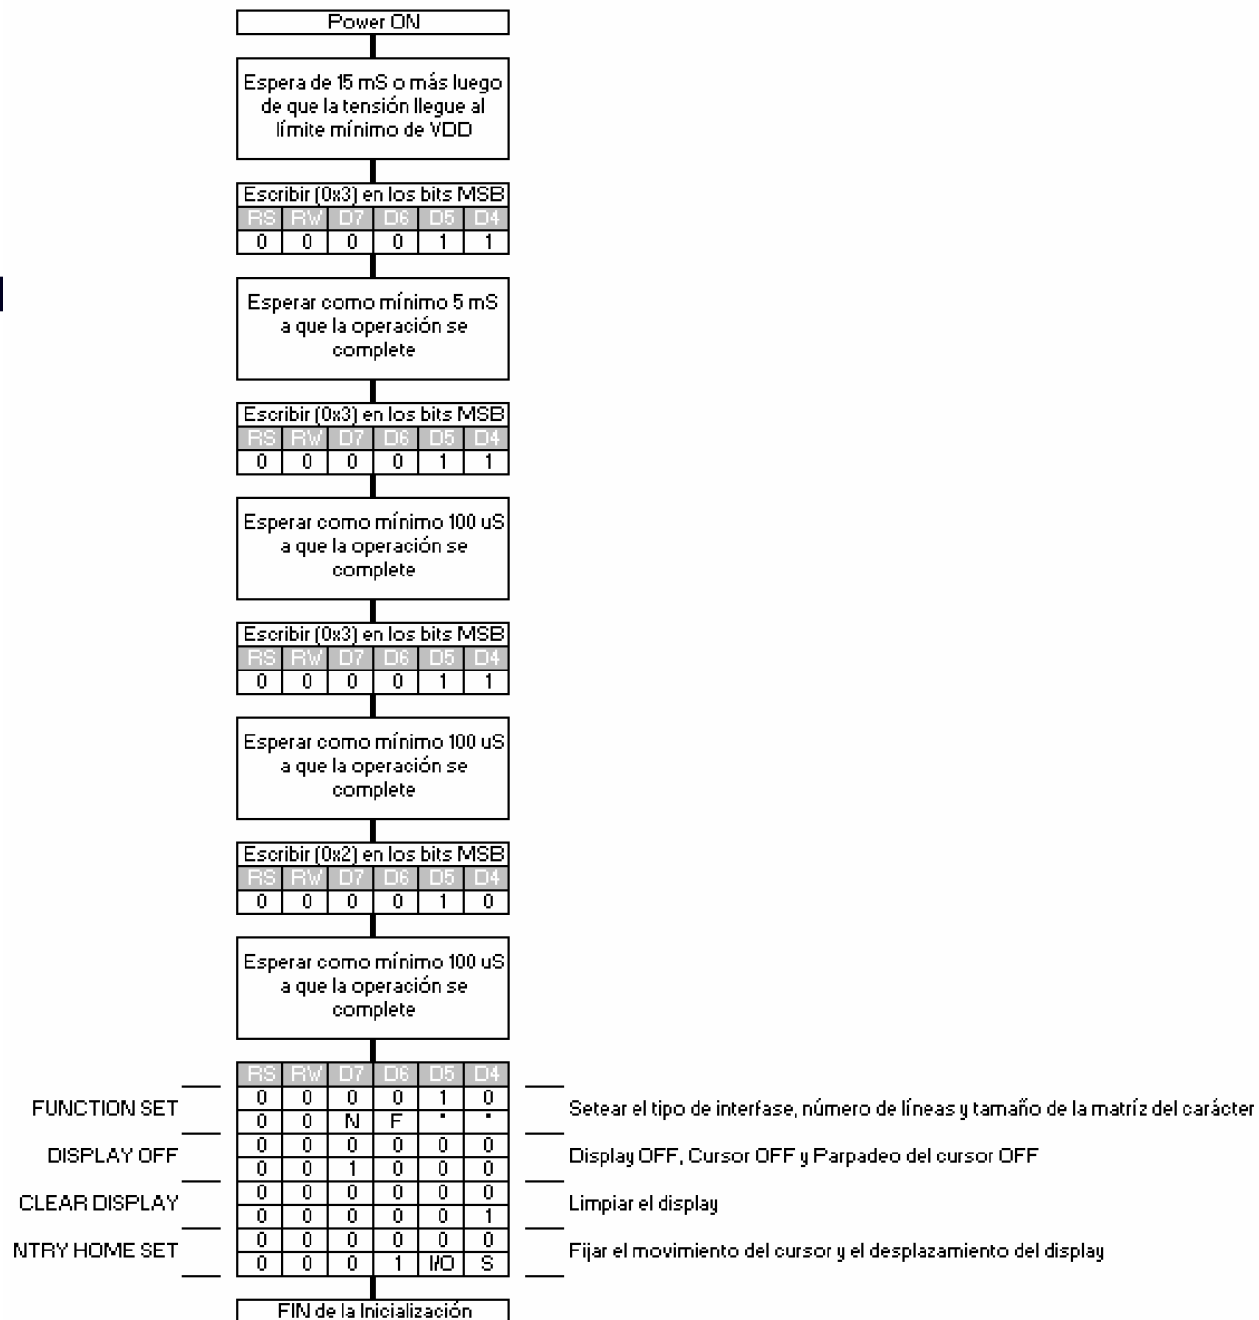 Power ON
Espera de 15 mS o más luego
de que la tensión llegue al
límite mínimo de VDD
Escribir (0x3) en los bits MSB
RS RW D7 D6 D5 D4
0 0 0 0 1 1
Esperar como mínimo 5 mS
a que la operación se
complete
Escribir (0x3) en los bits MSB
RS RW D7 D6 D5 D4
0 0 0 0 1 1
Esperar como mínimo 100 uS
a que la operación se
complete
Escribir (0x3) en los bits MSB
RS RW D7 D6 D5 D4
0 0 0 0 1 1
Esperar como mínimo 100 uS
a que la operación se
complete
Escribir (0x2) en los bits MSB
RS RW D7 D6 D5 D4
0 0 0 0 1 0
Esperar como mínimo 100 uS
a que la operación se
complete
RS RW D7 D6 D5 D4
0 0 0 0 1 0
FUNCTION SET
0 0 N F * *
Setear el tipo de interfase, número de líneas y tamaño de la matríz del carácter
0 0 0 0 0 0
DISPLAY OFF
0 0 1 0 0 0
Display OFF, Cursor OFF y Parpadeo del cursor OFF
0 0 0 0 0 0
CLEAR DISPLAY
0 0 0 0 0 1
Limpiar el display
0 0 0 0 0 0
NTRY HOME SET
0 0 0 1 I/O S
Fijar el movimiento del cursor y el desplazamiento del display
FIN de la Inicialización